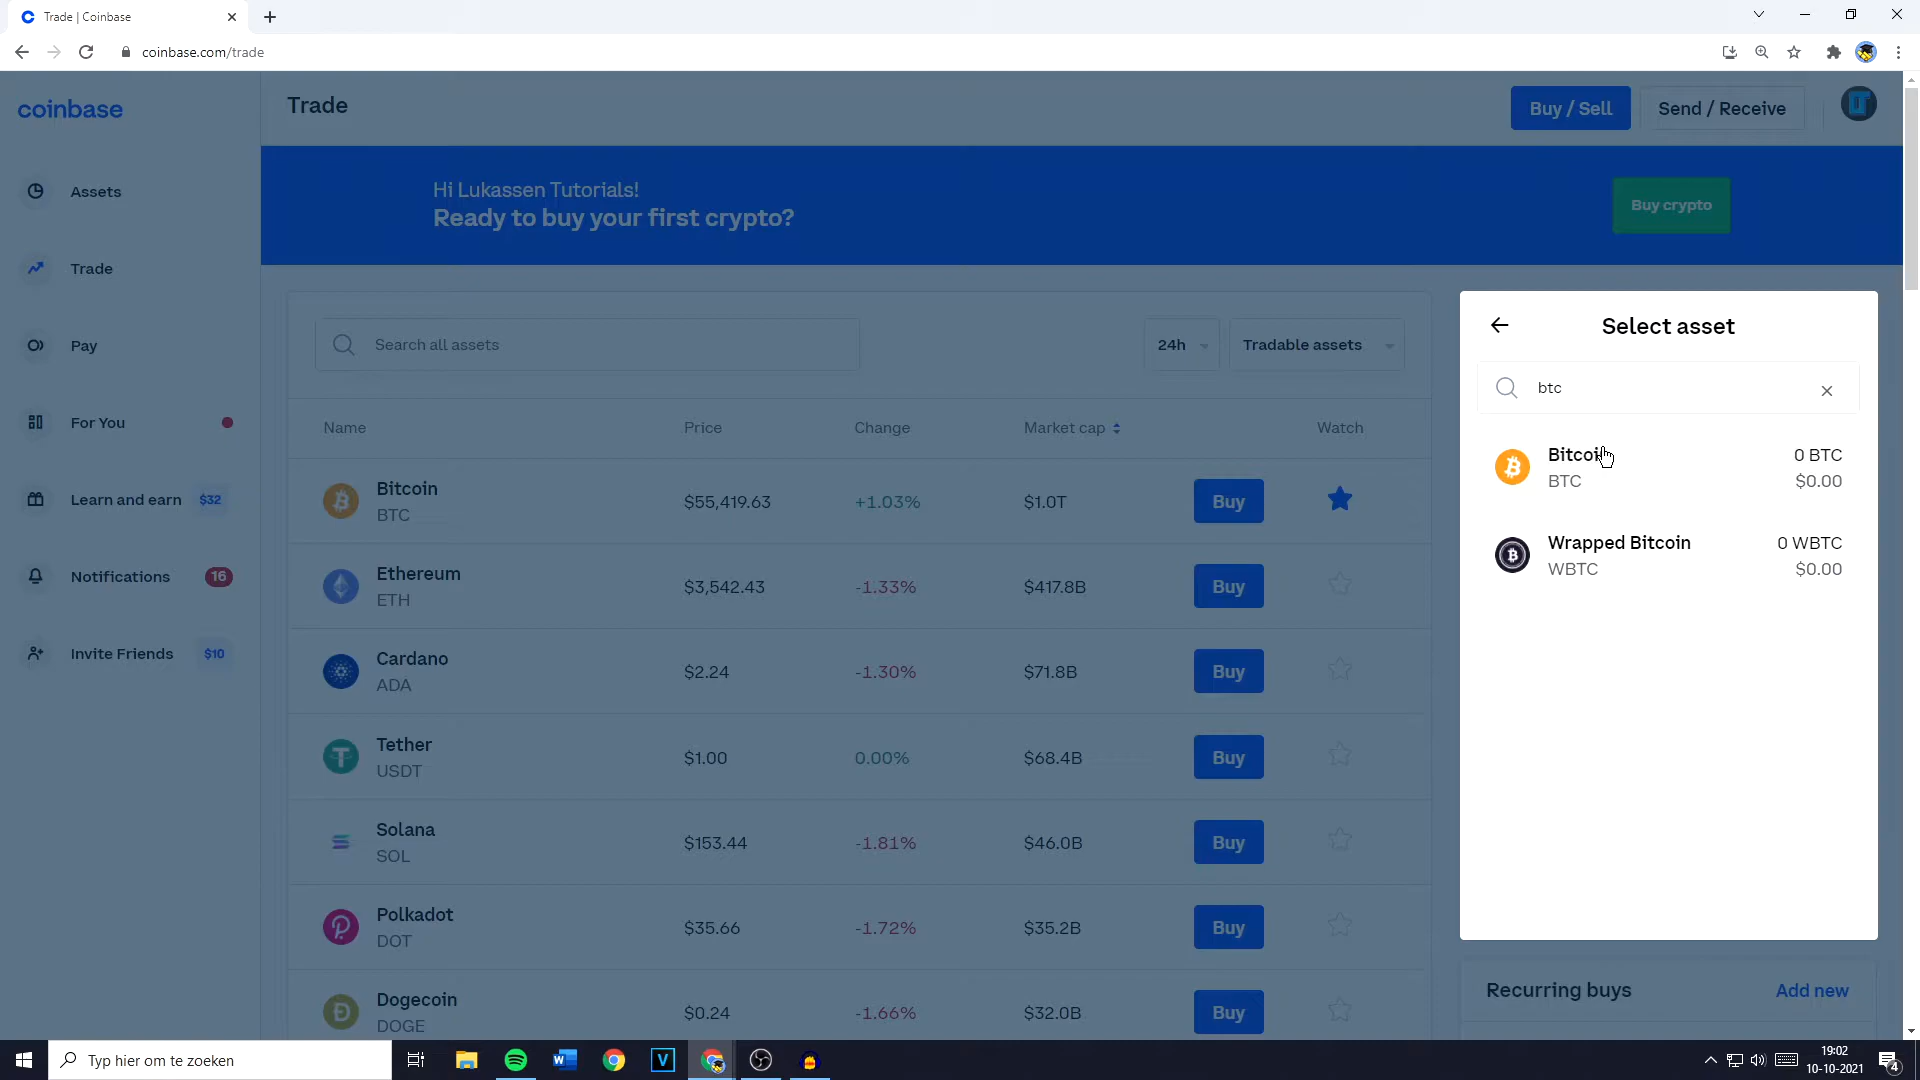 Trade | Coinbase
coinbase.com/trade
coinbase
Trade
Buy / Sell
Send / Receive
Assets
Trade
Pay
For You
Learn and earn $32
Notifications 16
Invite Friends $10
Hi Lukassen Tutorials!
Ready to buy your first crypto?
Buy crypto
Search all assets
24h
Tradable assets
Name Price Change Market cap Watch
Bitcoin
BTC
$55,419.63 +1.03% $1.0T Buy
Ethereum
ETH
$3,542.43 -1.33% $417.8B Buy
Cardano
ADA
$2.24 -1.30% $71.8B Buy
Tether
USDT
$1.00 0.00% $68.4B Buy
Solana
SOL
$153.44 -1.81% $46.0B Buy
Polkadot
DOT
$35.66 -1.72% $35.2B Buy
Dogecoin
DOGE
$0.24 -1.66% $32.0B Buy
Select asset
btc
Bitcoin 0 BTC
BTC $0.00
Wrapped Bitcoin 0 WBTC
WBTC $0.00
Recurring buys Add new
Typ hier om te zoeken
19:02
10-10-2021
4